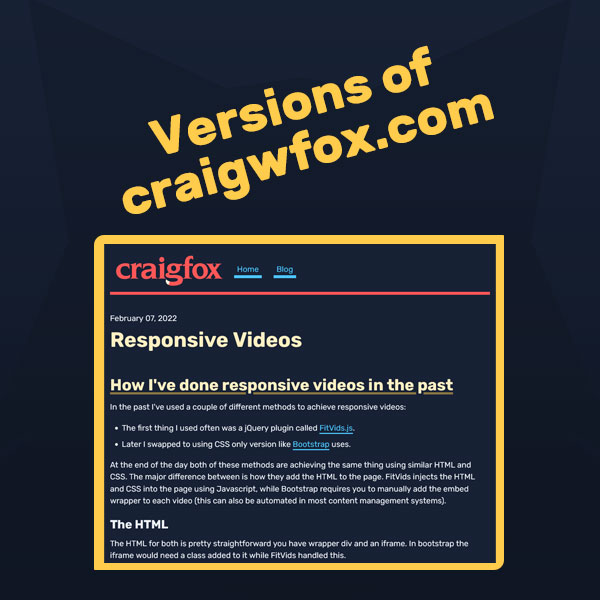 Versions of
craigwfox.com
craigfox Home Blog
February 07, 2022
Responsive Videos
How I've done responsive videos in the past
In the past I've used a couple of different methods to achieve responsive videos:
• The first thing I used often was a jQuery plugin called FitVids.js.
• Later I swapped to using CSS only version like Bootstrap uses.
At the end of the day both of these methods are achieving the same thing using similar HTML and
CSS. The major difference between is how they add the HTML to the page. FitVids injects the HTML
and CSS into the page using Javascript, while Bootstrap requires you to manually add the embed
wrapper to each video (this can also be automated in most content management systems).
The HTML
The HTML for both is pretty straightforward you have wrapper div and an iframe. In bootstrap the
iframe would need a class added to it while FitVids handled this.